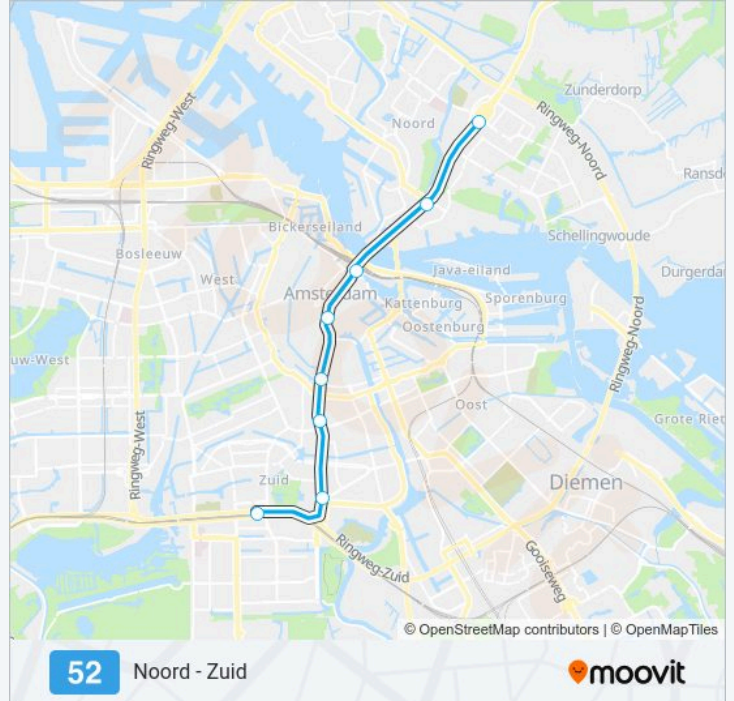 Zunderdorp
Ringweg-West
Noord
Ringweg-Noord
Ransd
Bickerseiland
Schellingwoude
Bosleeuw
West
Java-eiland
Durgerda
Amsterdam
Kattenburg
Sporenburg
Oostenburg
Ringweg-Noord
uw-West
Oost
Grote Riet
Ringweg-West
Zuid
Diemen
Ringweg-Zuid
Gooiseweg
© OpenStreetMap contributors | © OpenMapTiles
52 Noord - Zuid
moovit